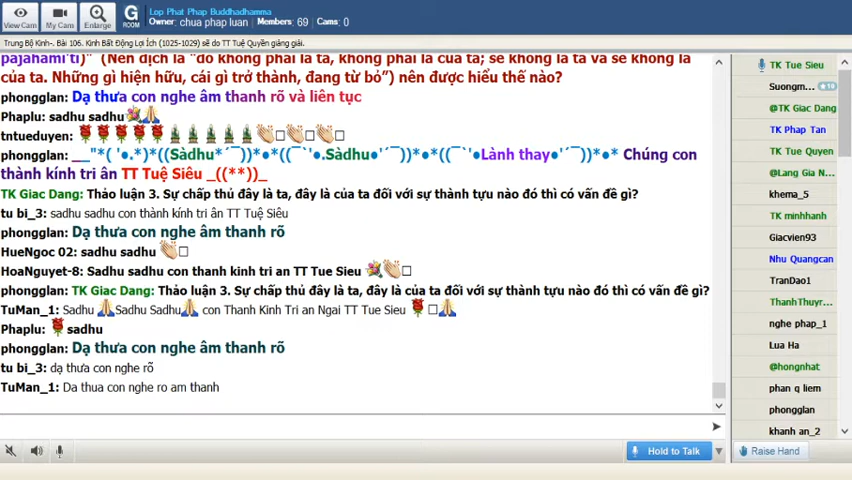 Lop Phat Phap Buddhadhamma
Owner: chua phap luan Members: 69 Cams: 0
View Cam
My Cam
Enlarge
G
ROOM
Trung Bộ Kinh-. Bài 106. Kinh Bất Động Lợi Ích (1025-1029) sẽ do TT Tuệ Quyền giảng giải.
pajahāmī'ti)" (Nên dịch là "do không phải là ta, không phải là của ta; sẽ không là ta và sẽ không là
của ta. Những gì hiện hữu, cái gì trở thành, đang từ bỏ") nên được hiểu thế nào?
phongglan: Dạ thưa con nghe âm thanh rõ và liên tục
Phaplu: sadhu sadhu
tntueduyen:
phongglan: __"*( '•.*)*((Sàdhu*´¯))*•*((¯`'•.Sàdhu•'´¯))*•*((¯`'•Lành thay•'´¯))*•* Chúng con
thành kính tri ân TT Tuệ Siêu _((**))_
TK Giac Dang: Thảo luận 3. Sự chấp thủ đây là ta, đây là của ta đối với sự thành tựu nào đó thì có vấn đề gì?
tu bi_3: sadhu sadhu con thành kính tri ân TT Tuệ Siêu
phongglan: Dạ thưa con nghe âm thanh rõ
HueNgoc 02: sadhu sadhu
HoaNguyet-8: Sadhu sadhu con thanh kinh tri an TT Tue Sieu
phongglan: TK Giac Dang: Thảo luận 3. Sự chấp thủ đây là ta, đây là của ta đối với sự thành tựu nào đó thì có vấn đề gì?
TuMan_1: Sadhu Sadhu Sadhu con Thanh Kinh Tri an Ngai TT Tue Sieu
Phaplu: sadhu
phongglan: Dạ thưa con nghe âm thanh rõ
tu bi_3: dạ thưa con nghe rõ
TuMan_1: Da thua con nghe ro am thanh
TK Tue Sieu
Suongm...
10
@TK Giac Dang
TK Phap Tan
TK Tue Quyen
@Lang Gia N...
khema_5
TK minhhanh
Giacvien93
Nhu Quangcan
TranDao1
ThanhThuyr...
nghe phap_1
Lua Ha
@hongnhat
phan q liem
phongglan
khanh an_2
Hold to Talk
Raise Hand